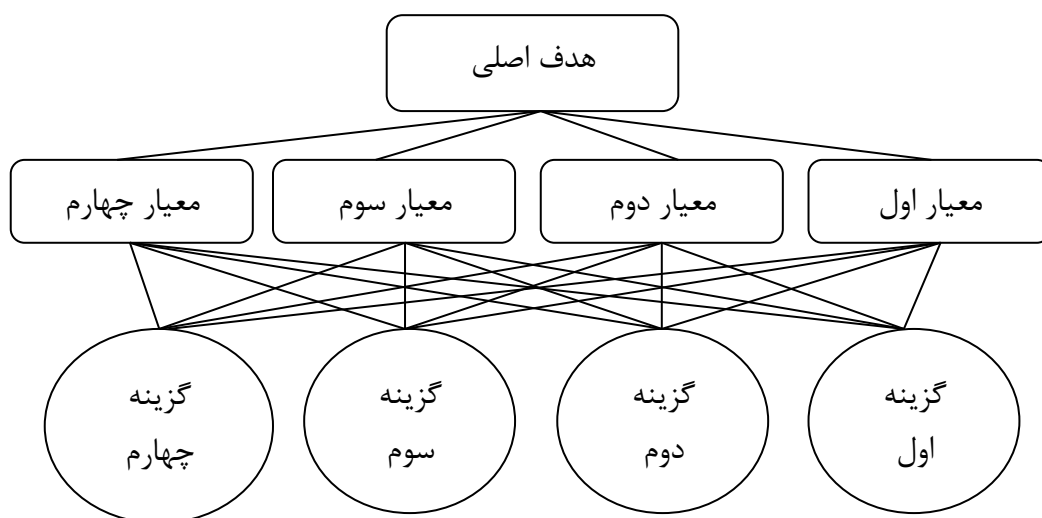 هدف اصلی
معیار اول
معیار دوم
معیار سوم
معیار چهارم
گزینه
اول
گزینه
دوم
گزینه
سوم
گزینه
چهارم